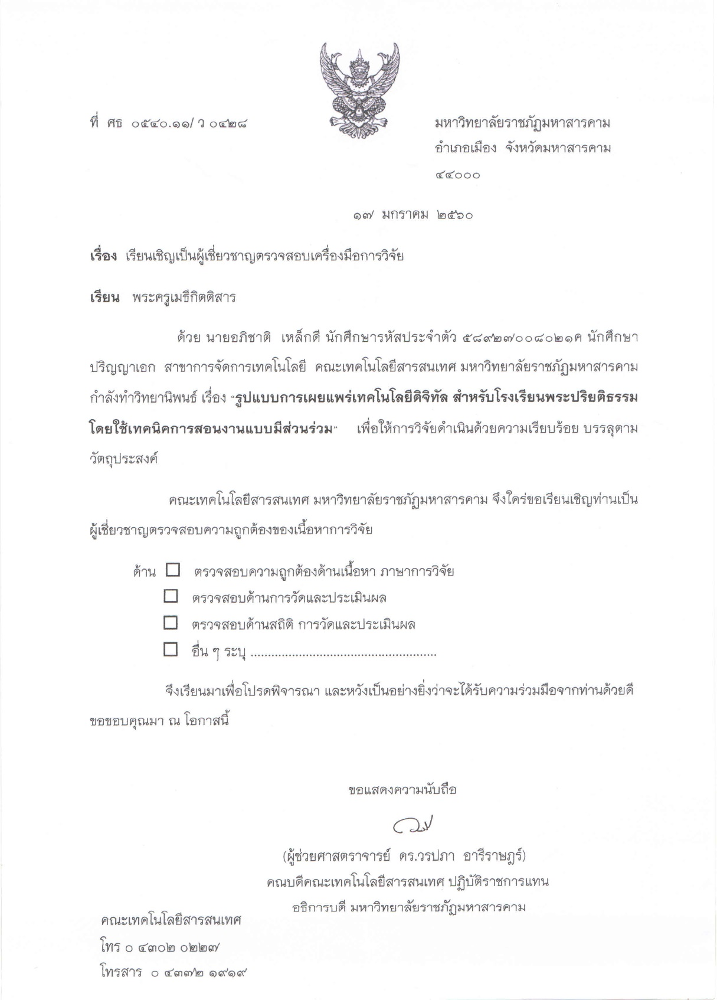 ที่ ศธ ๐๕๔๐.๑๑/ ว ๐๔๒๘
มหาวิทยาลัยราชภัฏมหาสารคาม
อำเภอเมือง จังหวัดมหาสารคาม
๔๔๐๐๐
๑๗ มกราคม ๒๕๖๐
เรื่อง เรียนเชิญเป็นผู้เชี่ยวชาญตรวจสอบเครื่องมือการวิจัย
เรียน พระครูเมธีกิตติสาร
ด้วย นายอภิชาติ เหล็กดี นักศึกษารหัสประจำตัว ๕๘๙๒๗๐๐๘๐๒๑ค นักศึกษา
ปริญญาเอก สาขาการจัดการเทคโนโลยี คณะเทคโนโลยีสารสนเทศ มหาวิทยาลัยราชภัฏมหาสารคาม
กำลังทำวิทยานิพนธ์ เรื่อง "รูปแบบการเผยแพร่เทคโนโลยีดิจิทัล สำหรับโรงเรียนพระปริยติธรรม
โดยใช้เทคนิคการสอนงานแบบมีส่วนร่วม" เพื่อให้การวิจัยดำเนินด้วยความเรียบร้อย บรรลุตาม
วัตถุประสงค์
คณะเทคโนโลยีสารสนเทศ มหาวิทยาลัยราชภัฏมหาสารคาม จึงใคร่ขอเรียนเชิญท่านเป็น
ผู้เชี่ยวชาญตรวจสอบความถูกต้องของเนื้อหาการวิจัย
ด้าน ☐ ตรวจสอบความถูกต้องด้านเนื้อหา ภาษาการวิจัย
☐ ตรวจสอบด้านการวัดและประเมินผล
☐ ตรวจสอบด้านสถิติ การวัดและประเมินผล
☐ อื่น ๆ ระบุ ......................................................
จึงเรียนมาเพื่อโปรดพิจารณา และหวังเป็นอย่างยิ่งว่าจะได้รับความร่วมมือจากท่านด้วยดี
ขอขอบคุณมา ณ โอกาสนี้
ขอแสดงความนับถือ
(ผู้ช่วยศาสตราจารย์ ดร.วรปภา อารีราษฎร์)
คณบดีคณะเทคโนโลยีสารสนเทศ ปฏิบัติราชการแทน
อธิการบดี มหาวิทยาลัยราชภัฏมหาสารคาม
คณะเทคโนโลยีสารสนเทศ
โทร ๐ ๔๓๐๒ ๐๒๒๗
โทรสาร ๐ ๔๓๗๒ ๑๙๑๙